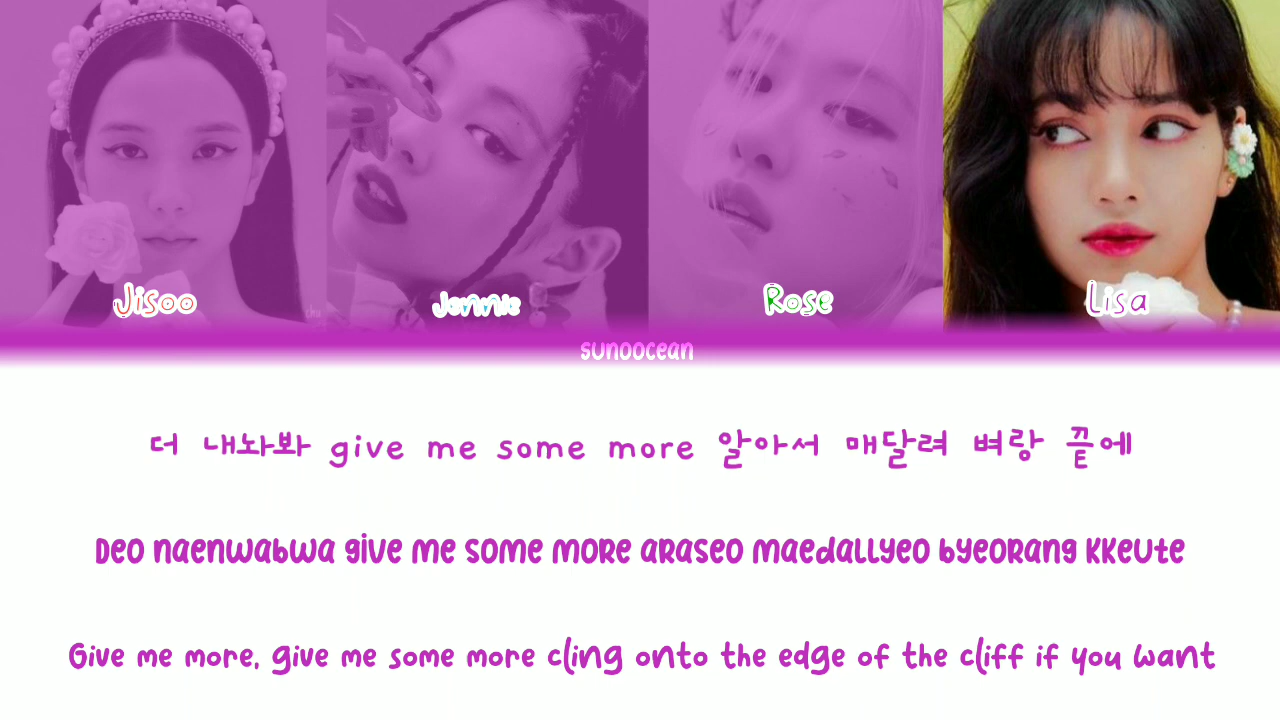 Jisoo Jennie Rose Lisa
sunoocean
더 내놔봐 give me some more 알아서 매달려 벼랑 끝에
Deo naenwabwa give me some more araseo maedallyeo byeorang kkeute
Give me more, give me some more cling onto the edge of the cliff if you want